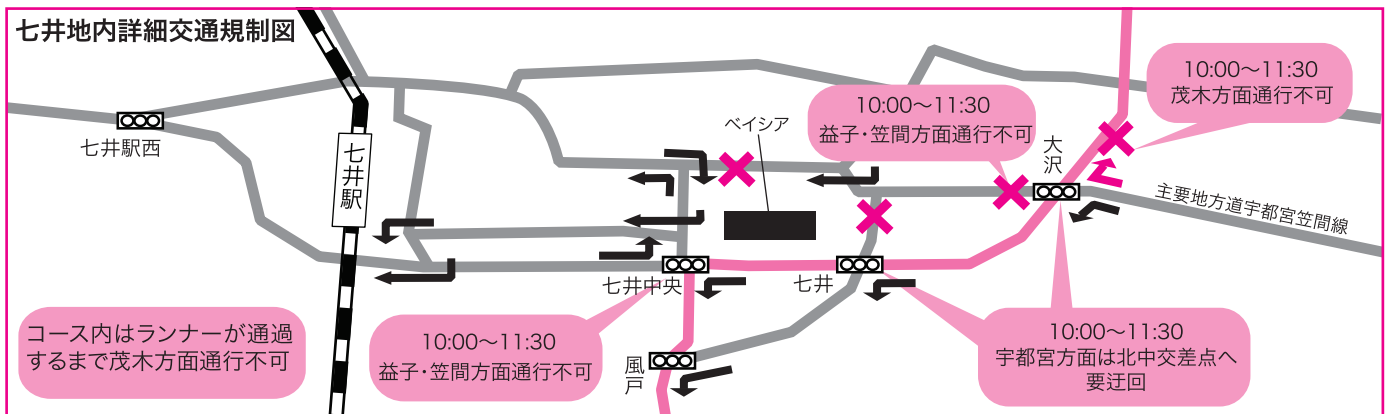 七井地内詳細交通規制図
10:00～11:30
茂木方面通行不可
10:00～11:30
益子・笠間方面通行不可
ベイシア
大沢
七井駅西
七井駅
主要地方道宇都宮笠間線
七井中央
七井
コース内はランナーが通過
するまで茂木方面通行不可
10:00～11:30
益子・笠間方面通行不可
風戸
10:00～11:30
宇都宮方面は北中交差点へ
要迂回